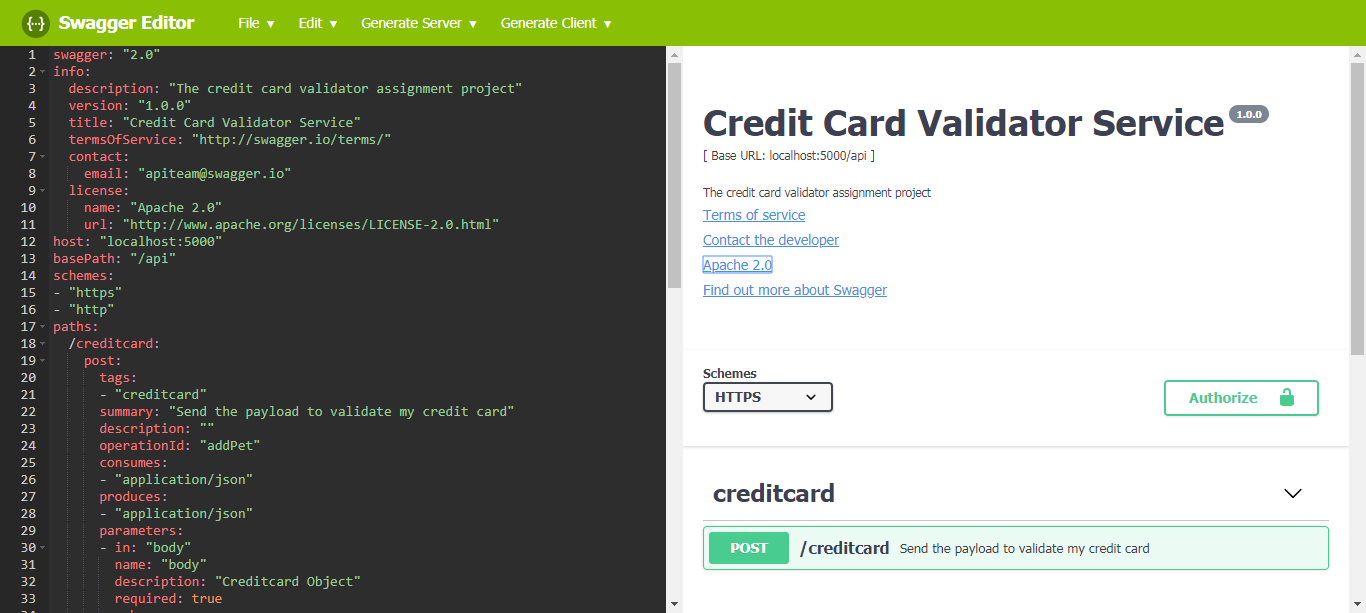 Swagger Editor File ▾ Edit ▾ Generate Server ▾ Generate Client ▾
1 swagger: "2.0"
2 info:
3 description: "The credit card validator assignment project"
4 version: "1.0.0"
5 title: "Credit Card Validator Service"
6 termsOfService: "http://swagger.io/terms/"
7 contact:
8 email: "apiteam@swagger.io"
9 license:
10 name: "Apache 2.0"
11 url: "http://www.apache.org/licenses/LICENSE-2.0.html"
12 host: "localhost:5000"
13 basePath: "/api"
14 schemes:
15 - "https"
16 - "http"
17 paths:
18 /creditcard:
19 post:
20 tags:
21 - "creditcard"
22 summary: "Send the payload to validate my credit card"
23 description: ""
24 operationId: "addPet"
25 consumes:
26 - "application/json"
27 produces:
28 - "application/json"
29 parameters:
30 - in: "body"
31 name: "body"
32 description: "Creditcard Object"
33 required: true
Credit Card Validator Service 1.0.0
[ Base URL: localhost:5000/api ]
The credit card validator assignment project
Terms of service
Contact the developer
Apache 2.0
Find out more about Swagger
Schemes
HTTPS
Authorize
creditcard
POST /creditcard Send the payload to validate my credit card